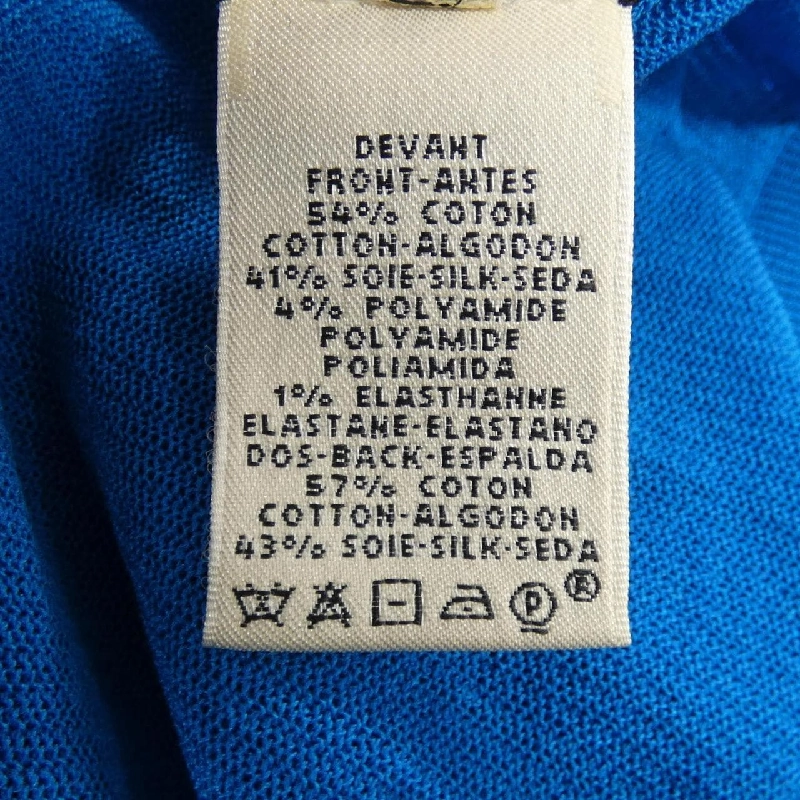 DEVANT
FRONT-ANTES
54% COTON
COTTON-ALGODON
41% SOIE-SILK-SEDA
4% POLYAMIDE
POLYAMIDE
POLIAMIDA
1% ELASTHANNE
ELASTANE-ELASTANO
DOS-BACK-ESPALDA
57% COTON
COTTON-ALGODON
43% SOIE-SILK-SEDA
P ®